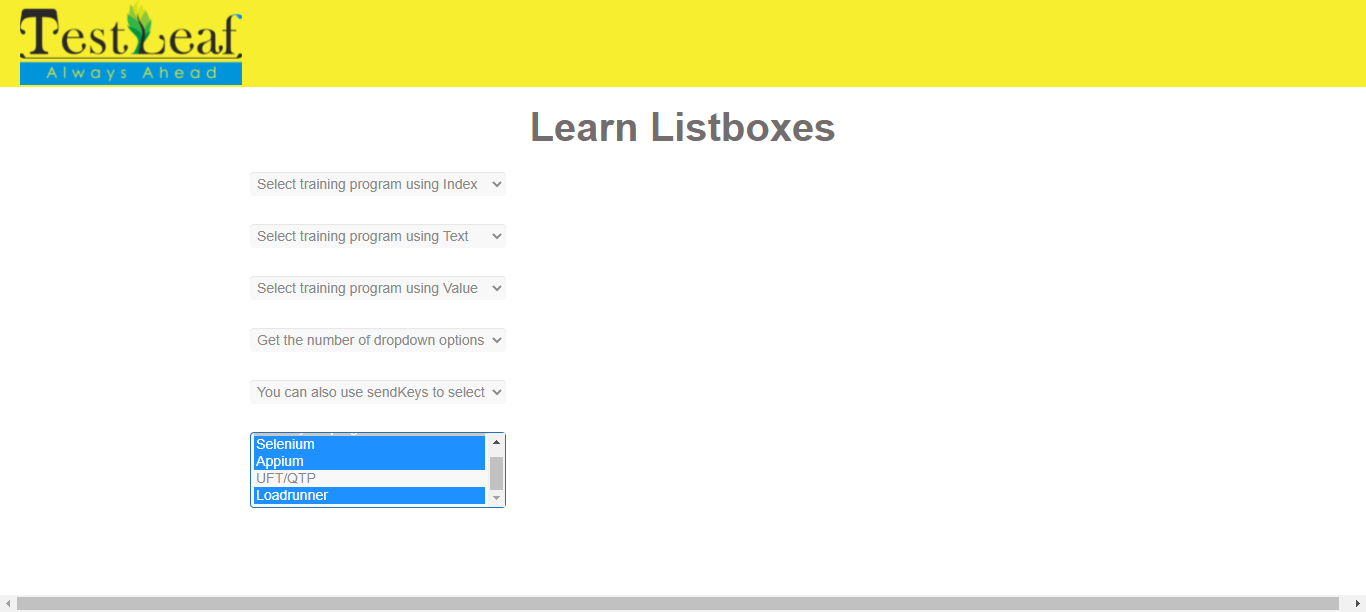 TestLeaf
Always Ahead
Learn Listboxes
Select training program using Index
Select training program using Text
Select training program using Value
Get the number of dropdown options
You can also use sendKeys to select
Selenium
Appium
UFT/QTP
Loadrunner